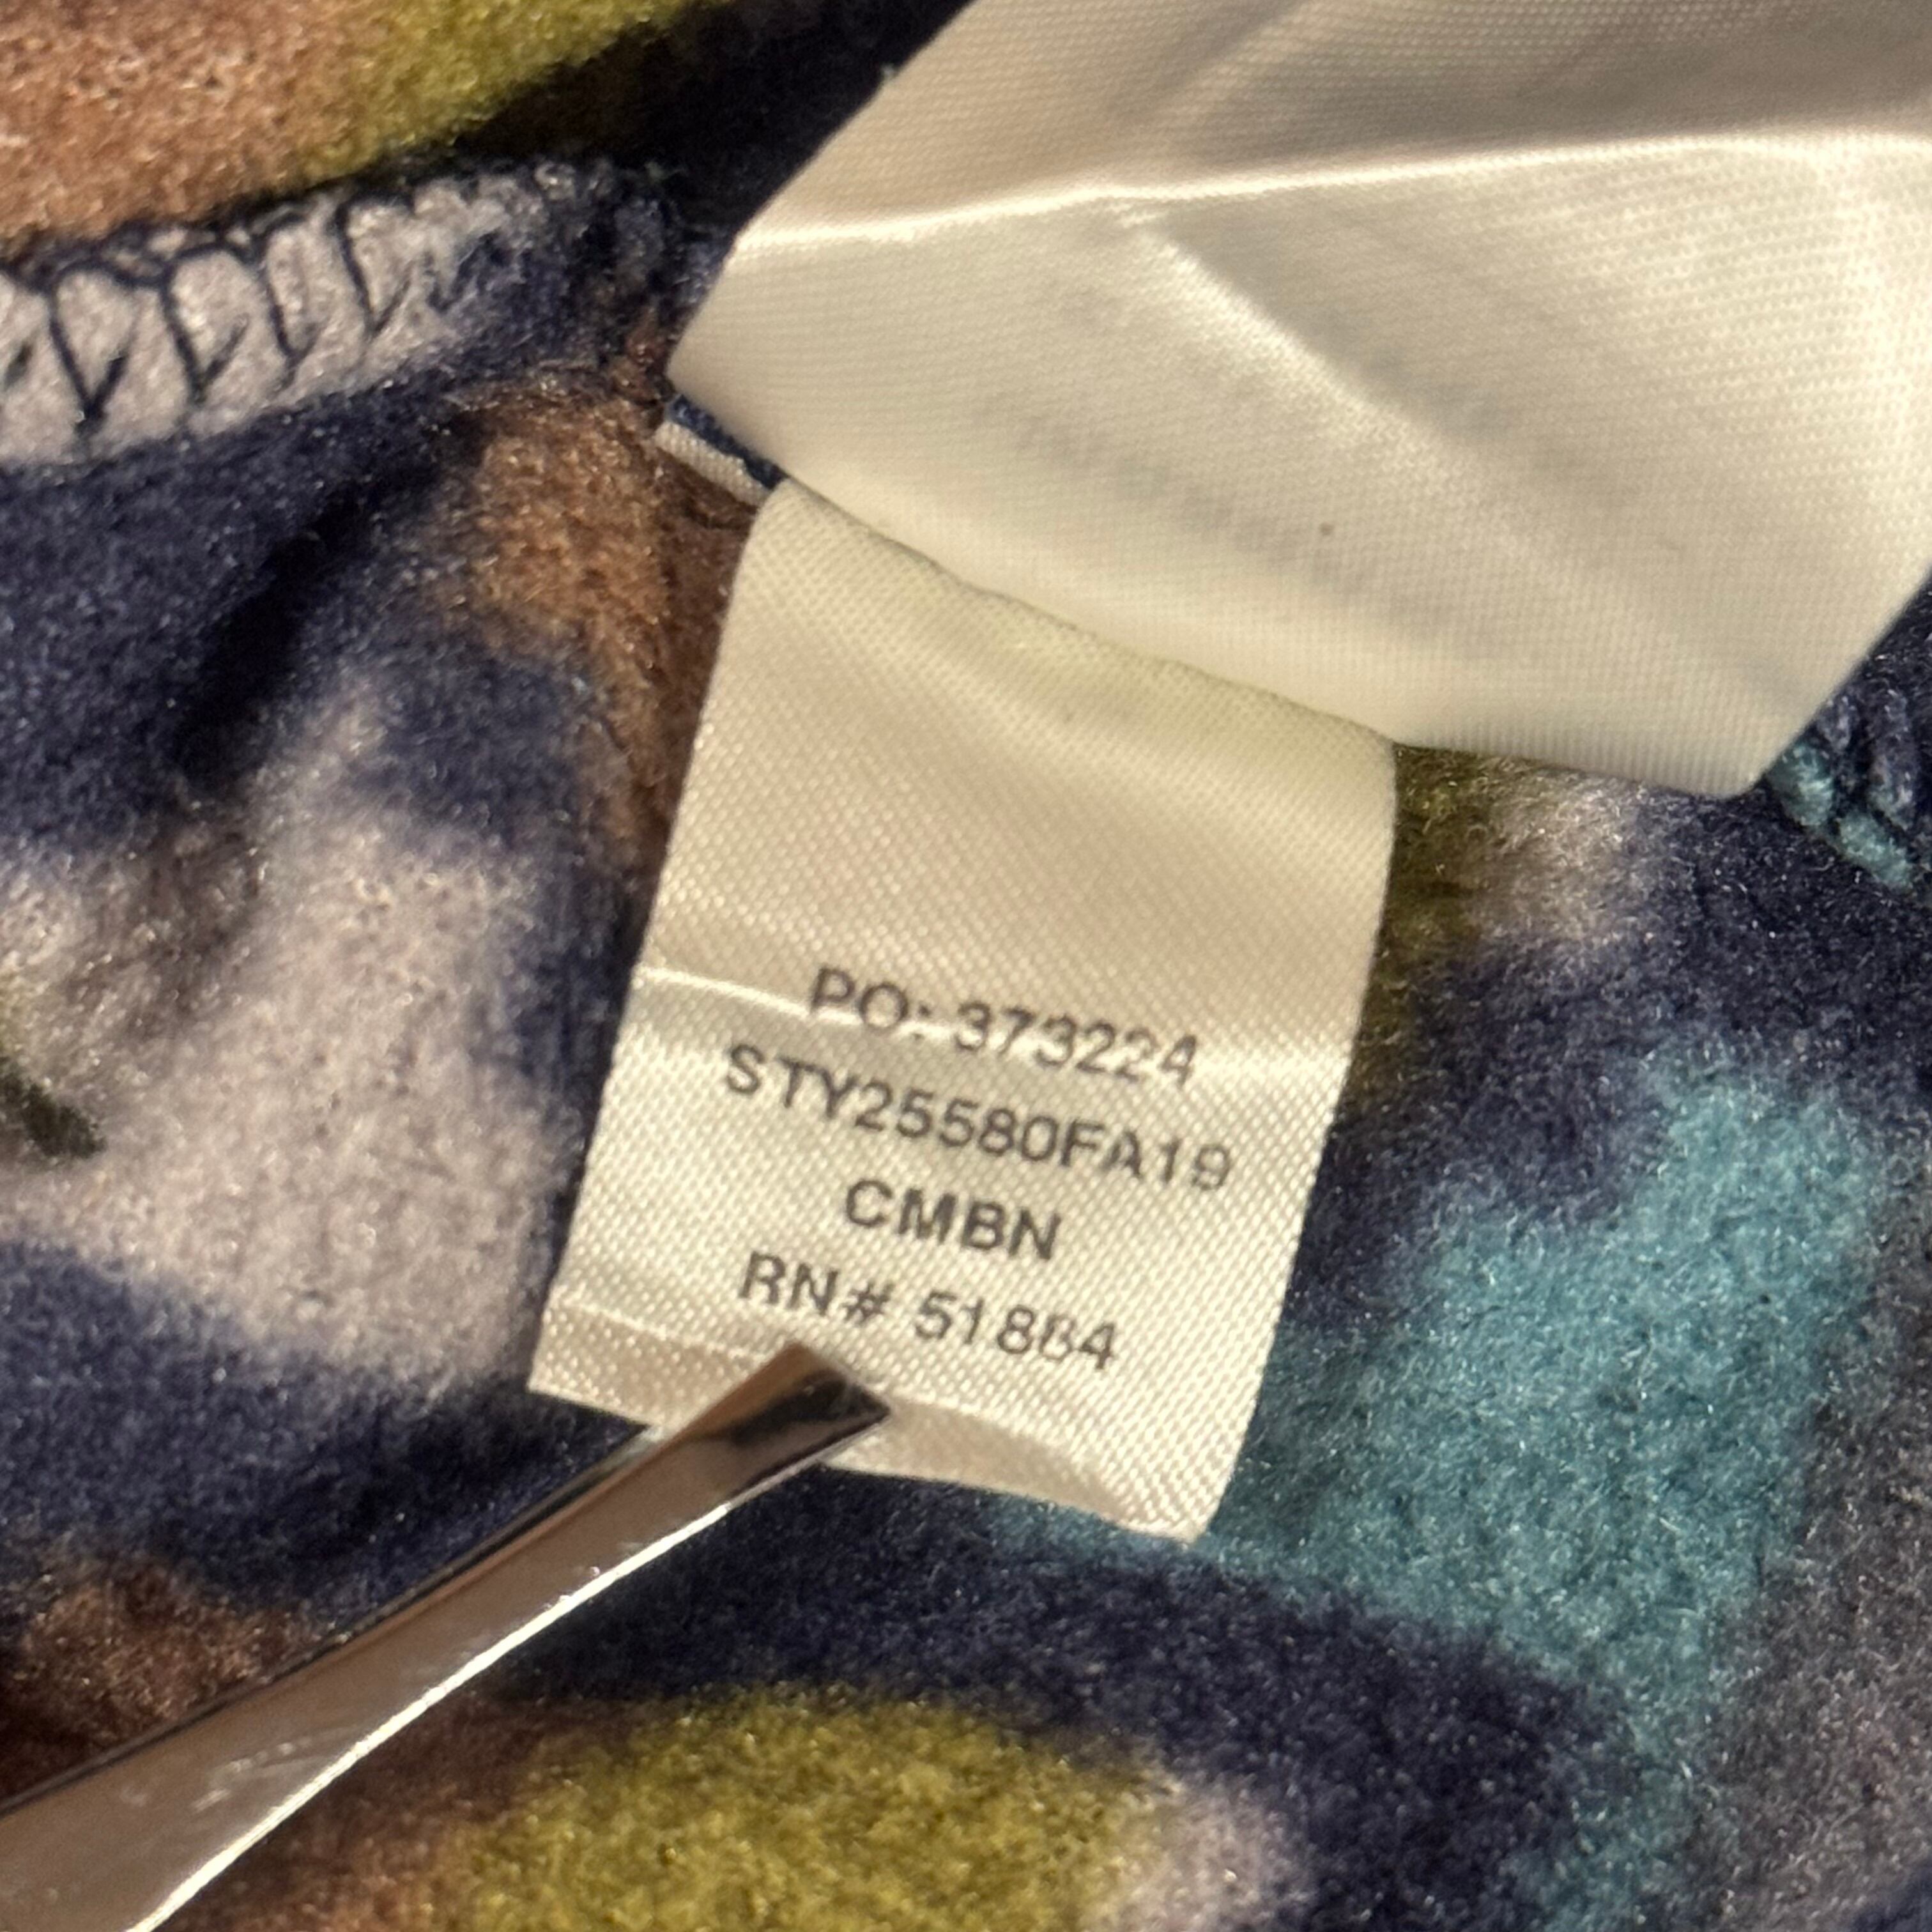 PO: 373224
STY25580FA19
CMBN
RN# 51884